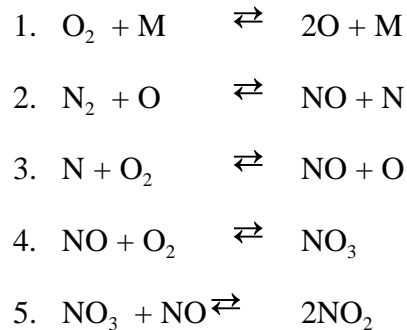 1. O₂ + M ⇄ 2O + M
2. N₂ + O ⇄ NO + N
3. N + O₂ ⇄ NO + O
4. NO + O₂ ⇄ NO₃
5. NO₃ + NO ⇄ 2NO₂